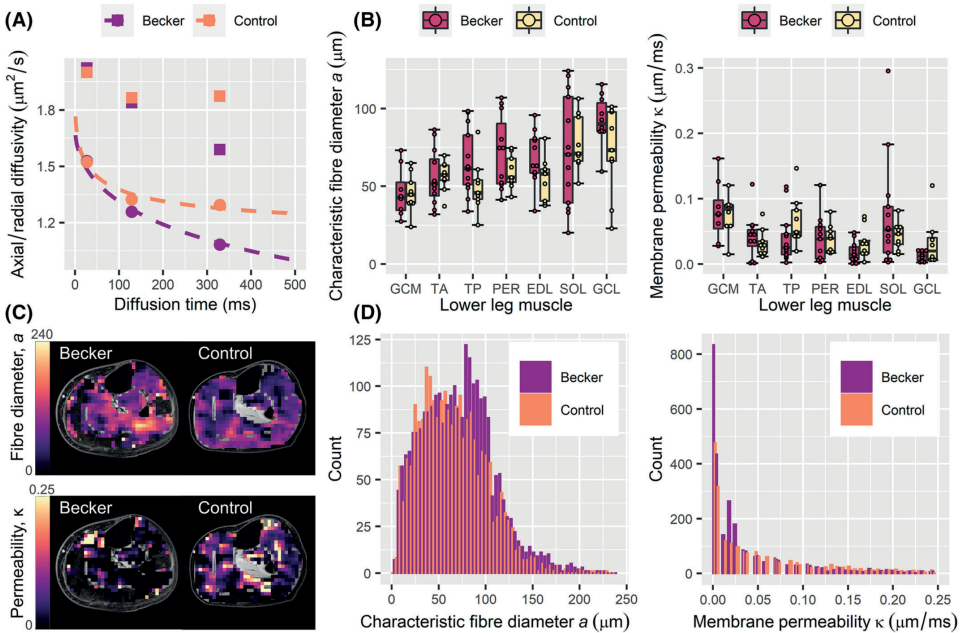 (A)
Becker
Control
Axial/radial diffusivity (μm²/s)
1.8
1.5
1.2
0
100
200
300
400
500
Diffusion time (ms)
(B)
Becker
Control
Characteristic fibre diameter a (μm)
100
50
0
GCM
TA
TP
PER
EDL
SOL
GCL
Lower leg muscle
Becker
Control
Membrane permeability κ (μm/ms)
0.3
0.2
0.1
0.0
GCM
TA
TP
PER
EDL
SOL
GCL
Lower leg muscle
(C)
240
Fibre diameter, a
0
Becker
Control
0.25
Permeability, κ
0
Becker
Control
(D)
Count
125
100
75
50
25
0
Becker
Control
0
50
100
150
200
250
Characteristic fibre diameter a (μm)
Count
800
600
400
200
0
Becker
Control
0.00
0.05
0.10
0.15
0.20
0.25
Membrane permeability κ (μm/ms)